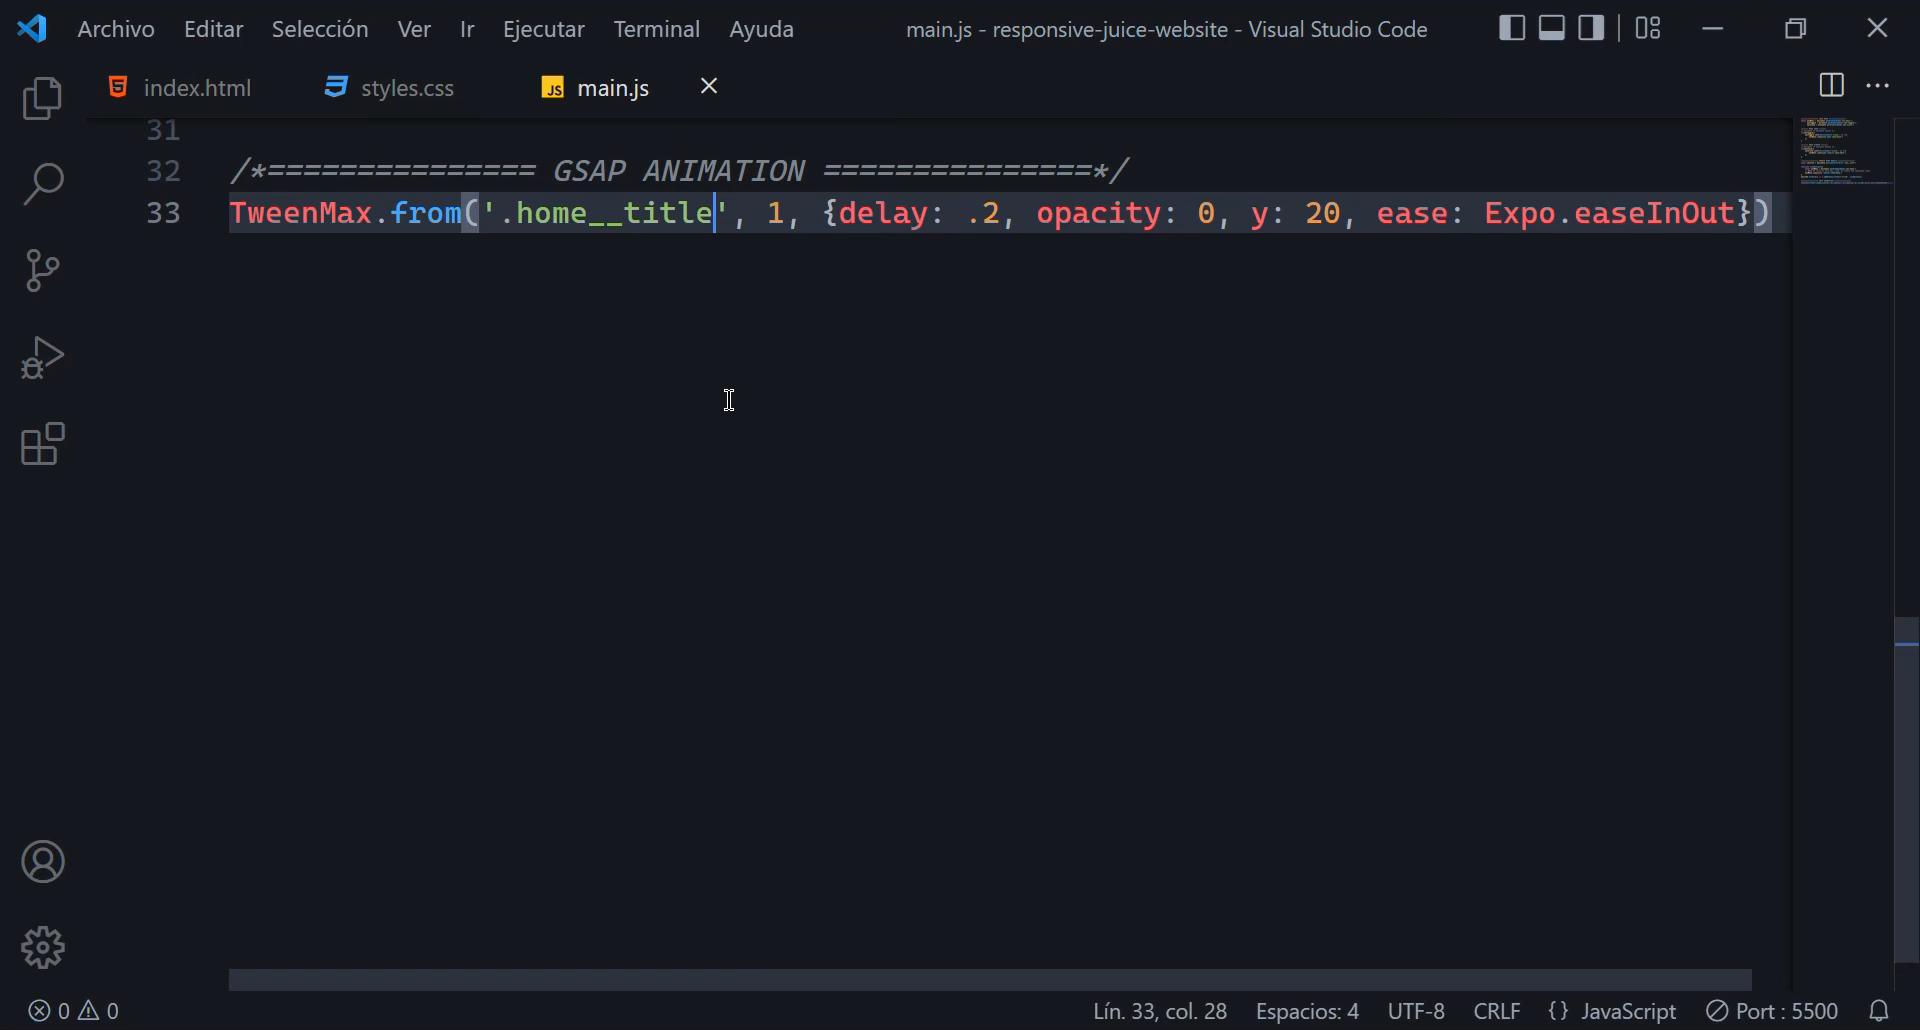 Archivo Editar Selección Ver Ir Ejecutar Terminal Ayuda main.js - responsive-juice-website - Visual Studio Code
index.html styles.css JS main.js
31
32 /*=============== GSAP ANIMATION ===============*/
33 TweenMax.from('.home__title', 1, {delay: .2, opacity: 0, y: 20, ease: Expo.easeInOut})
0 0 Lín. 33, col. 28 Espacios: 4 UTF-8 CRLF {} JavaScript Port : 5500